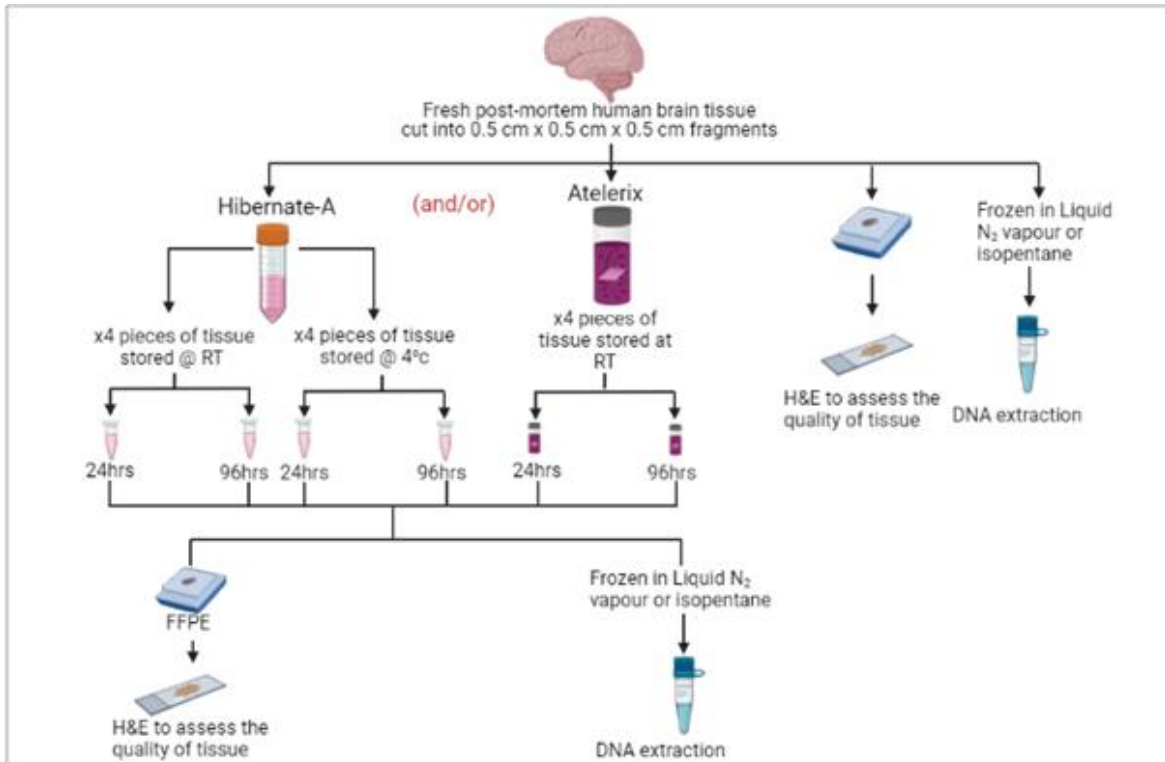 Fresh post-mortem human brain tissue
cut into 0.5 cm x 0.5 cm x 0.5 cm fragments
Hibernate-A
(and/or)
Atelerix
Frozen in Liquid
N₂ vapour or
isopentane
x4 pieces of tissue
stored @ RT
x4 pieces of tissue
stored @ 4ºc
x4 pieces of
tissue stored at
RT
H&E to assess the
quality of tissue
DNA extraction
24hrs
96hrs
24hrs
96hrs
24hrs
96hrs
FFPE
Frozen in Liquid N₂
vapour or isopentane
H&E to assess the
quality of tissue
DNA extraction